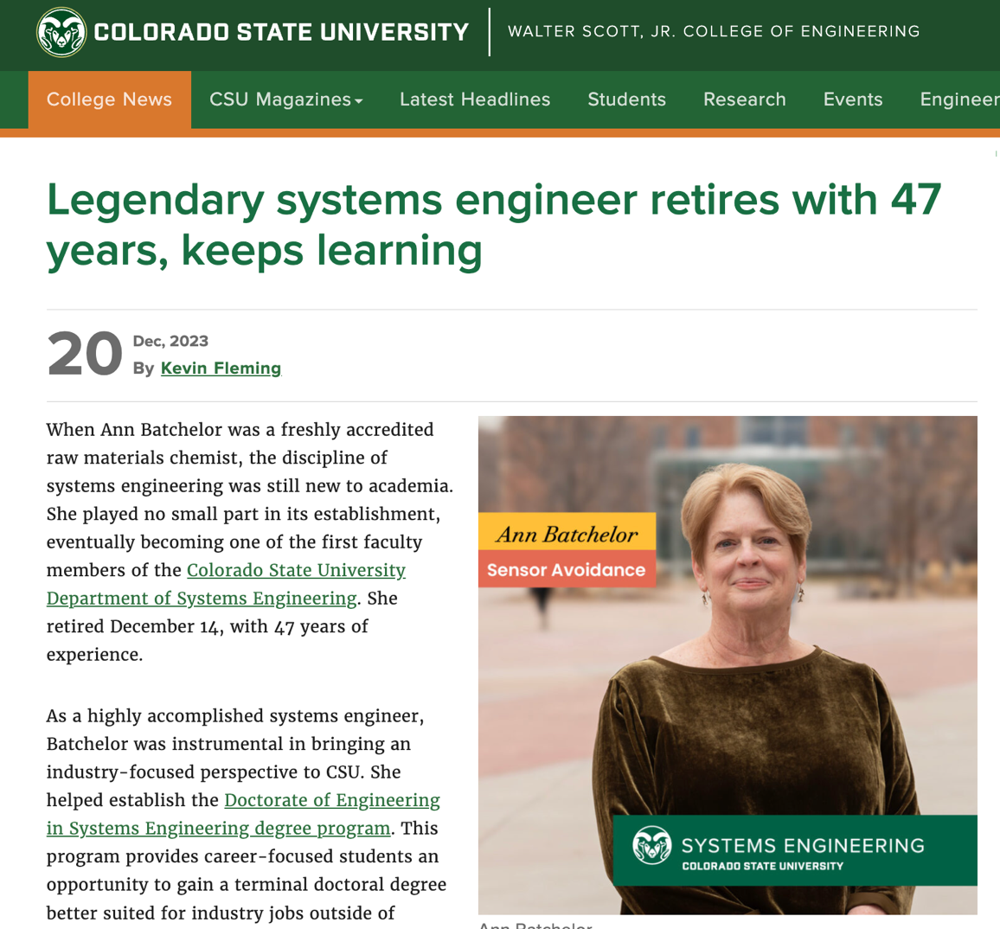 COLORADO STATE UNIVERSITY
WALTER SCOTT, JR. COLLEGE OF ENGINEERING
College News
CSU Magazines
Latest Headlines
Students
Research
Events
Engineer
Legendary systems engineer retires with 47
years, keeps learning
20
Dec, 2023
By Kevin Fleming
When Ann Batchelor was a freshly accredited
raw materials chemist, the discipline of
systems engineering was still new to academia.
She played no small part in its establishment,
eventually becoming one of the first faculty
members of the Colorado State University
Department of Systems Engineering. She
retired December 14, with 47 years of
experience.
As a highly accomplished systems engineer,
Batchelor was instrumental in bringing an
industry-focused perspective to CSU. She
helped establish the Doctorate of Engineering
in Systems Engineering degree program. This
program provides career-focused students an
opportunity to gain a terminal doctoral degree
better suited for industry jobs outside of
Ann Batchelor
Sensor Avoidance
SYSTEMS ENGINEERING
COLORADO STATE UNIVERSITY
Ann Batchelor